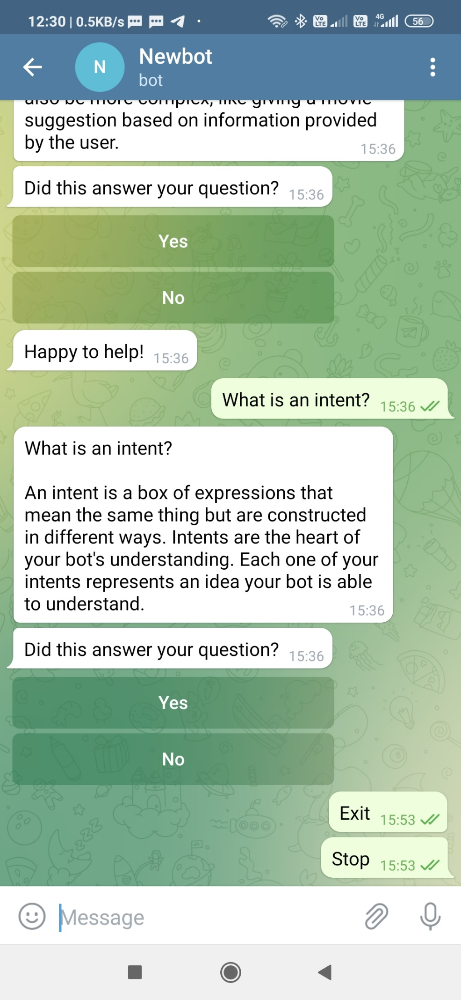 12:30 | 0.5KB/s
Vo LTE
Vo LTE
4G
56
N
Newbot
bot
also be more complex, like giving a movie
suggestion based on information provided
by the user.
15:36
Did this answer your question? 15:36
Yes
No
Happy to help! 15:36
What is an intent? 15:36
What is an intent?
An intent is a box of expressions that
mean the same thing but are constructed
in different ways. Intents are the heart of
your bot's understanding. Each one of your
intents represents an idea your bot is able
to understand.
15:36
Did this answer your question? 15:36
Yes
No
Exit 15:53
Stop 15:53
Message